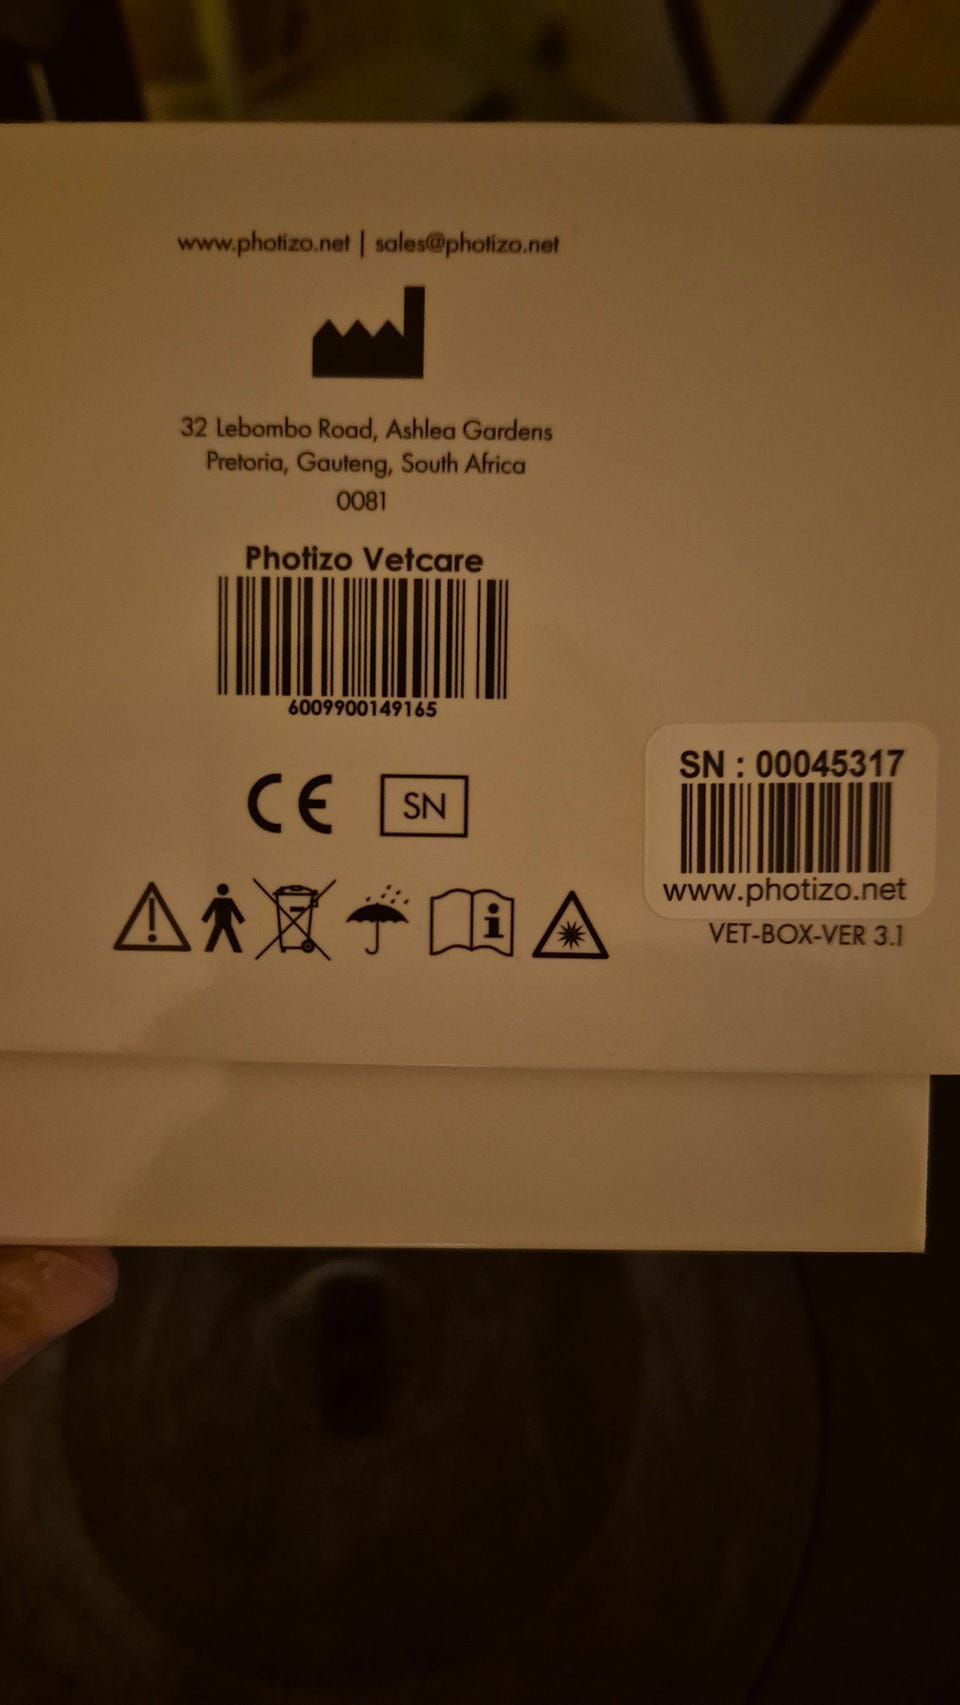 www.photizo.net | sales@photizo.net
32 Lebombo Road, Ashlea Gardens
Pretoria, Gauteng, South Africa
0081
Photizo Vetcare
6009900149165
CE
SN
SN : 00045317
www.photizo.net
VET-BOX-VER 3.1